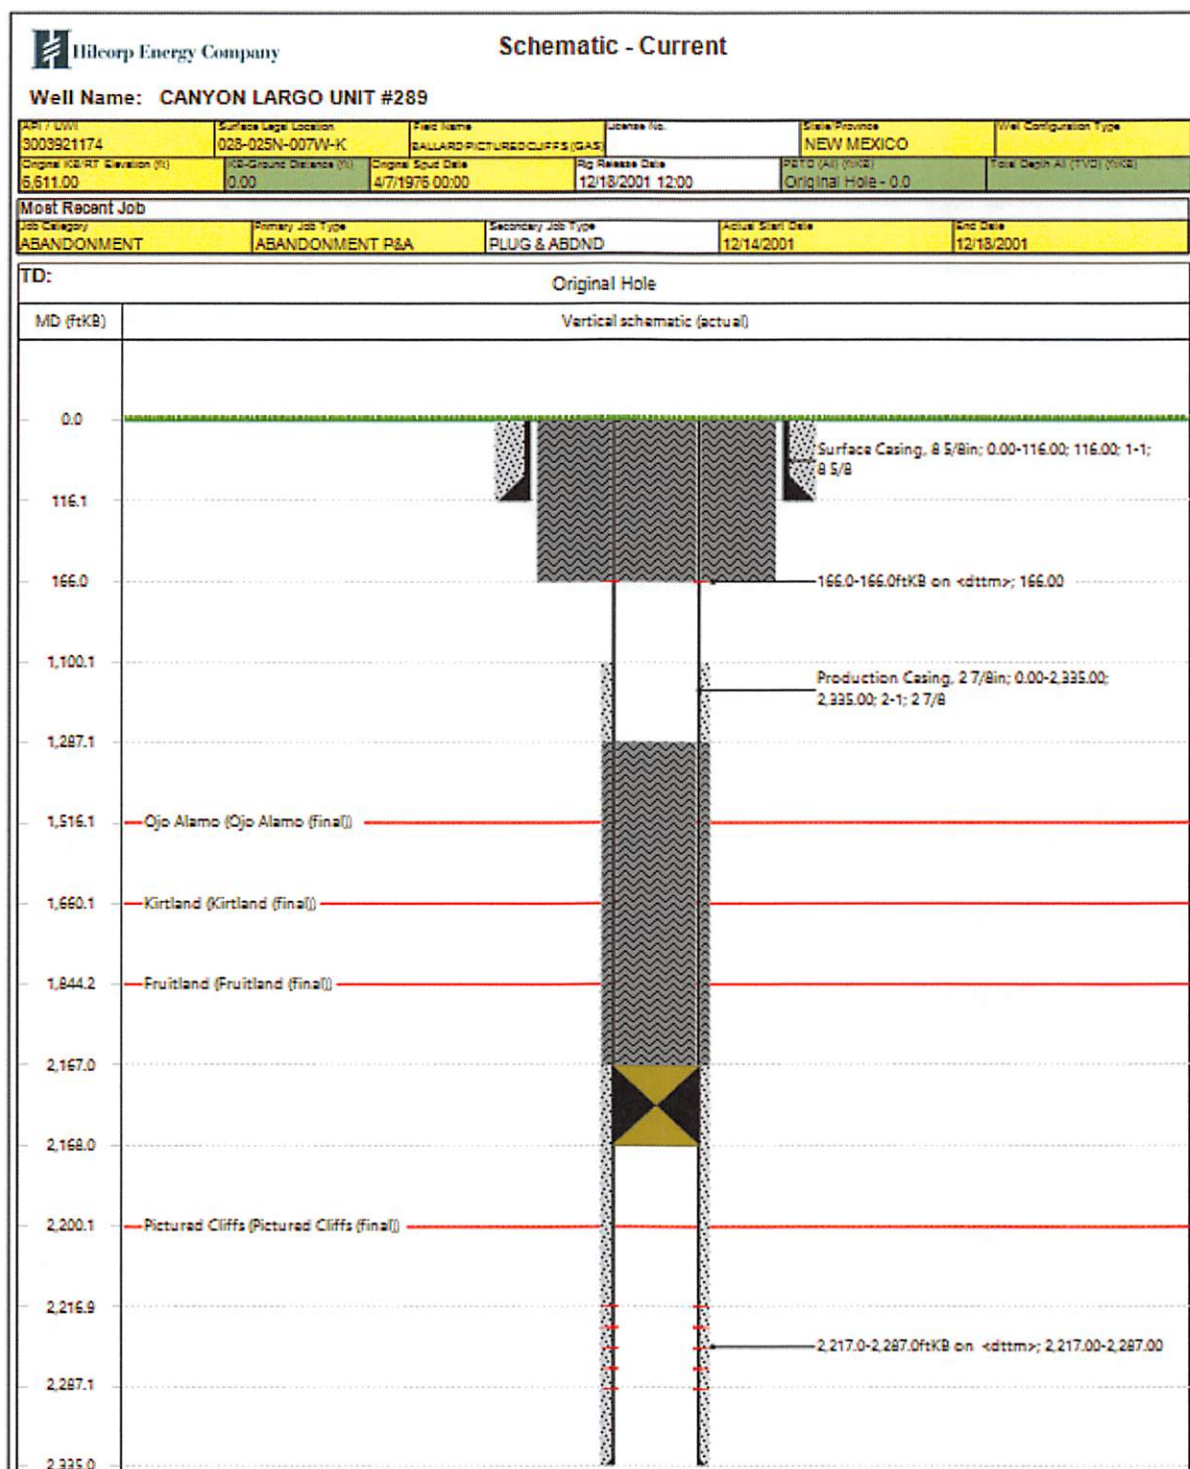 Hilcorp Energy Company
Schematic - Current
Well Name: CANYON LARGO UNIT #289
API / UWI
3003921174
Surface Legal Location
028-025N-007W-K
Field Name
BALLARD PICTURED CLIFFS (GAS)
License No.
State/Province
NEW MEXICO
Well Configuration Type
Original KB/RT Elevation (ft)
6,611.00
KB-Ground Distance (ft)
0.00
Original Spud Date
4/7/1976 00:00
Rig Release Date
12/18/2001 12:00
PBTD (All) (ftKB)
Original Hole - 0.0
Total Depth All (TVD) (ftKB)
Most Recent Job
Job Category
ABANDONMENT
Primary Job Type
ABANDONMENT P&A
Secondary Job Type
PLUG & ABDND
Actual Start Date
12/14/2001
End Date
12/18/2001
TD:
Original Hole
MD (ftKB)
Vertical schematic (actual)
0.0
Surface Casing, 8 5/8in; 0.00-116.00; 116.00; 1-1;
8 5/8
116.1
166.0
166.0-166.0ftKB on <dttm>; 166.00
1,100.1
Production Casing, 2 7/8in; 0.00-2,335.00;
2,335.00; 2-1; 2 7/8
1,287.1
1,516.1
Ojo Alamo (Ojo Alamo (final))
1,660.1
Kirtland (Kirtland (final))
1,844.2
Fruitland (Fruitland (final))
2,167.0
2,168.0
2,200.1
Pictured Cliffs (Pictured Cliffs (final))
2,216.9
2,217.0-2,287.0ftKB on <dttm>; 2,217.00-2,287.00
2,287.1
2,335.0